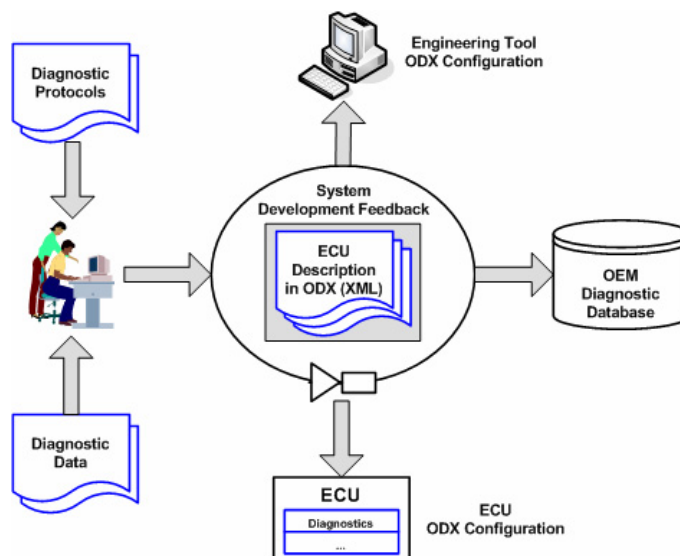 Diagnostic
Protocols
Engineering Tool
ODX Configuration
System
Development Feedback
ECU
Description
in ODX (XML)
OEM
Diagnostic
Database
Diagnostic
Data
ECU
Diagnostics
...
ECU
ODX Configuration